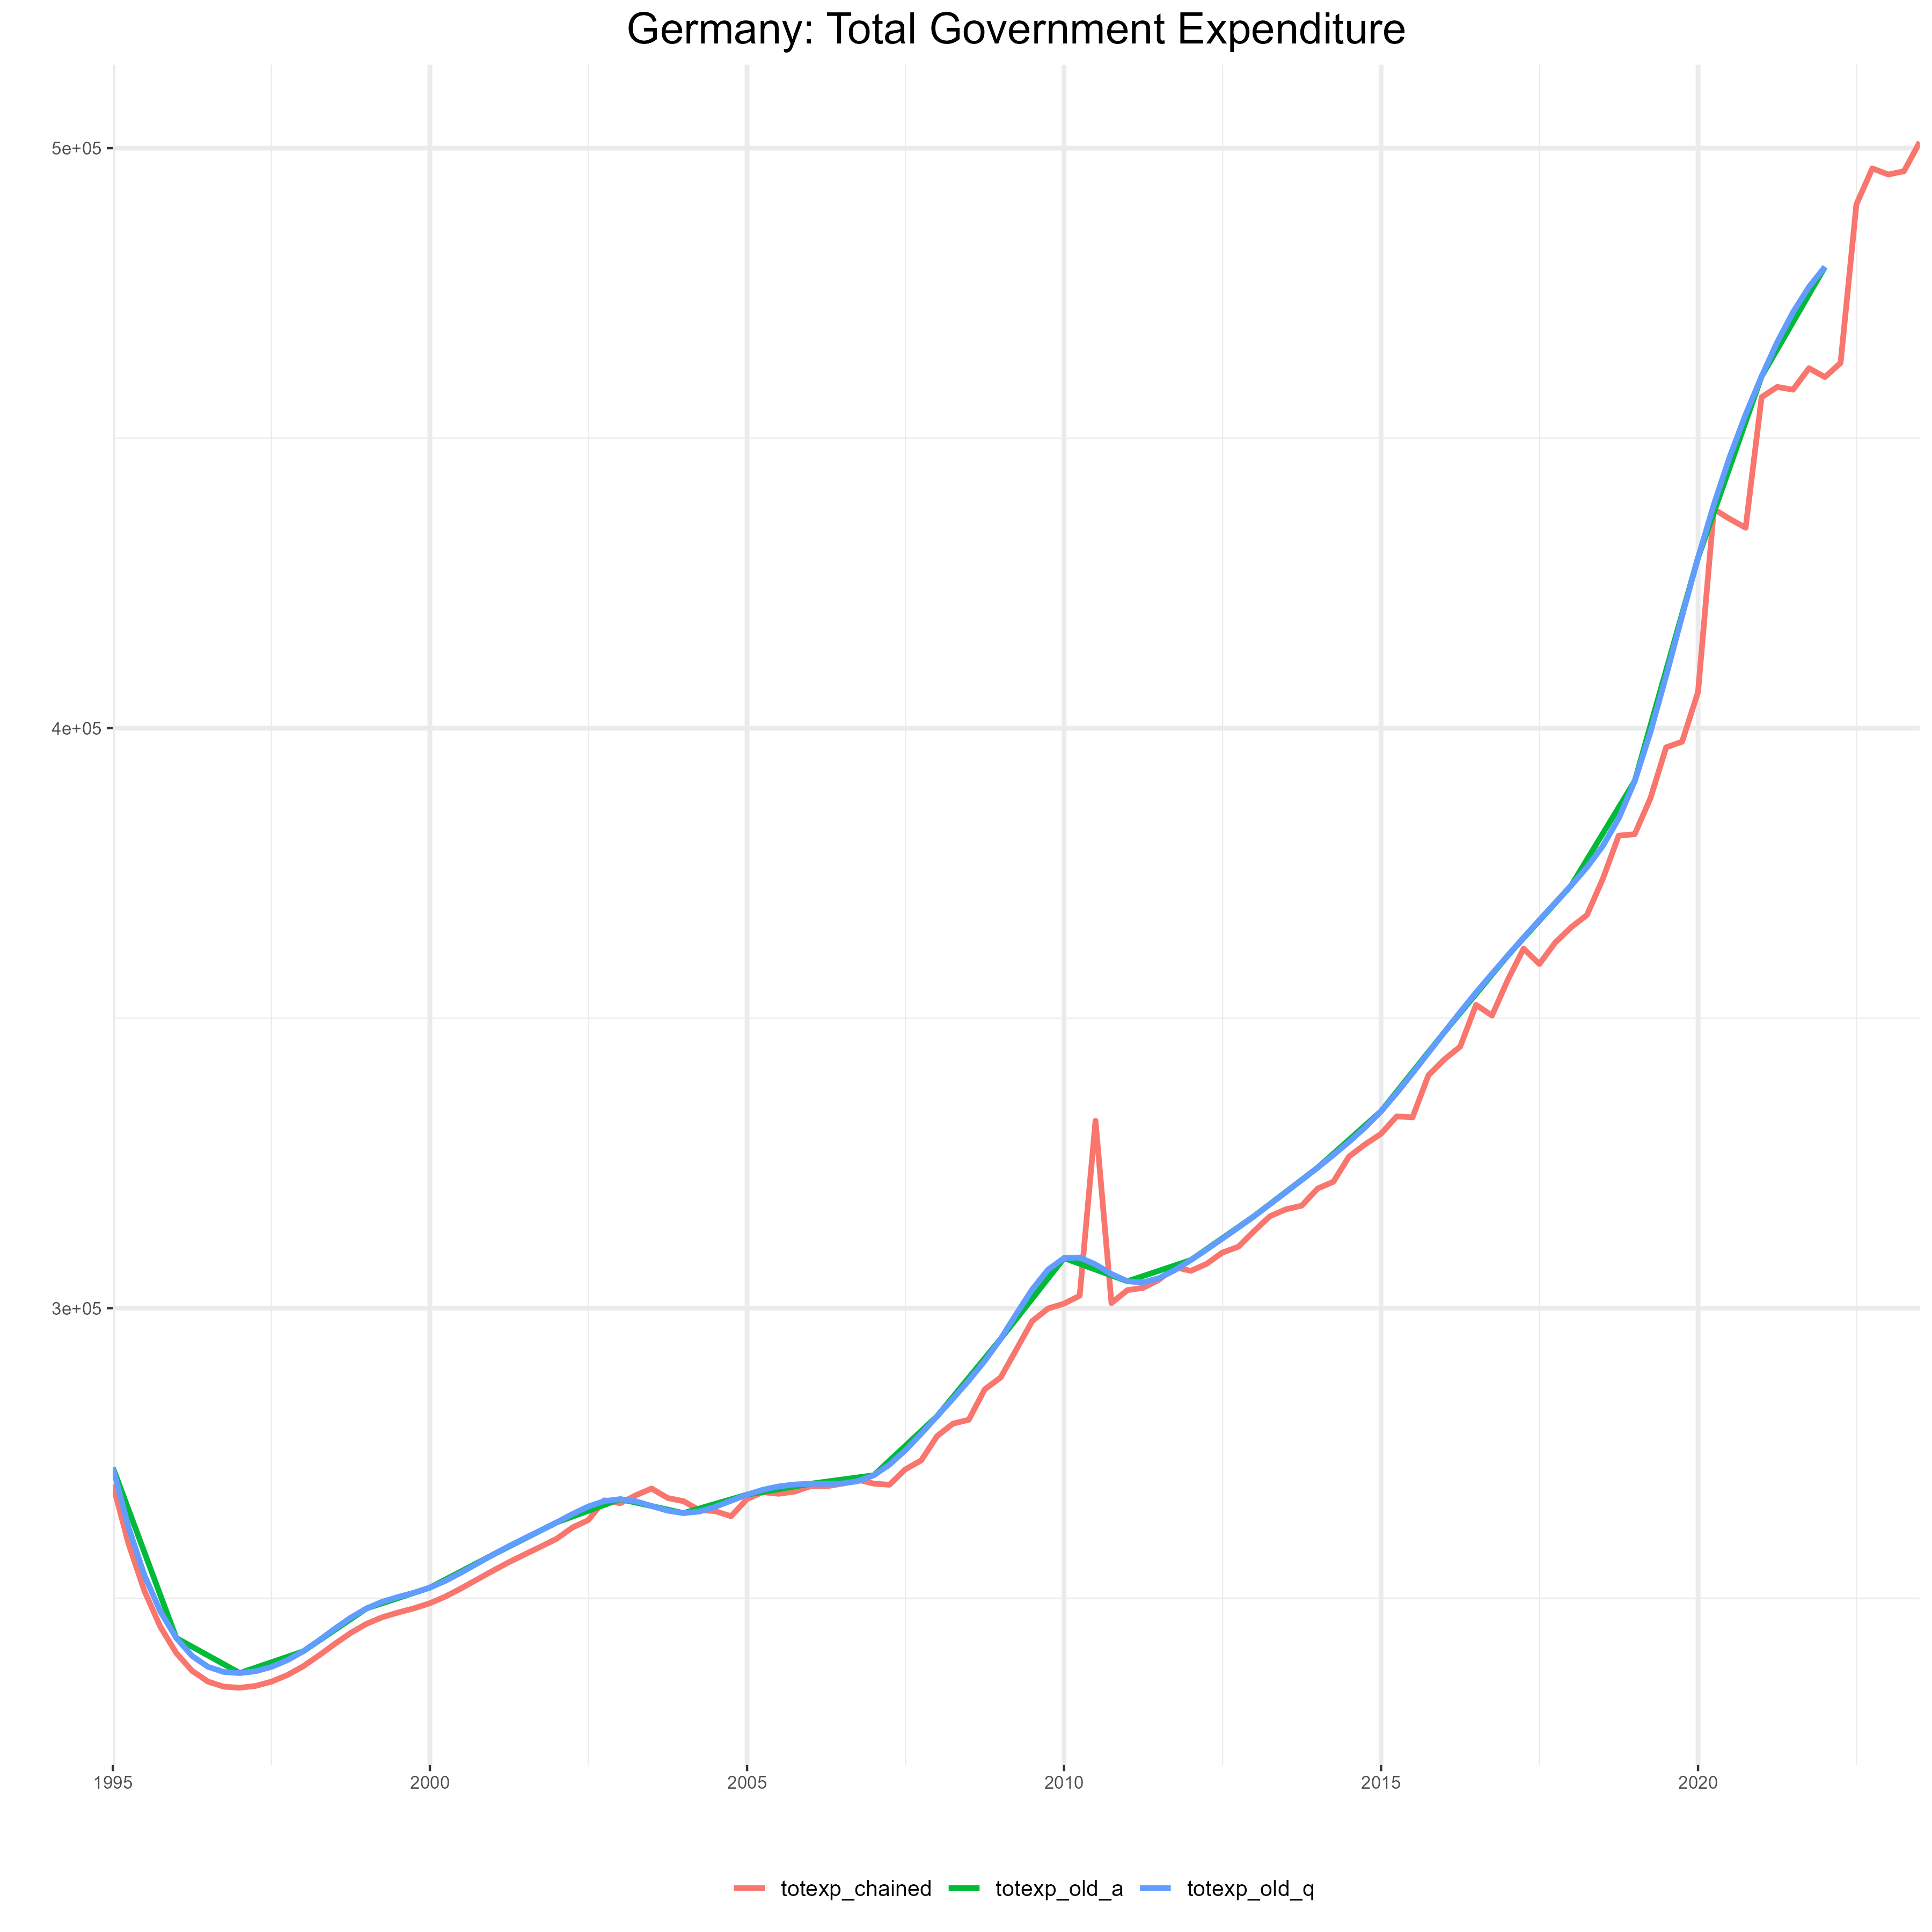 Germany: Total Government Expenditure
5e+05
4e+05
3e+05
1995 2000 2005 2010 2015 2020
totexp_chained totexp_old_a totexp_old_q